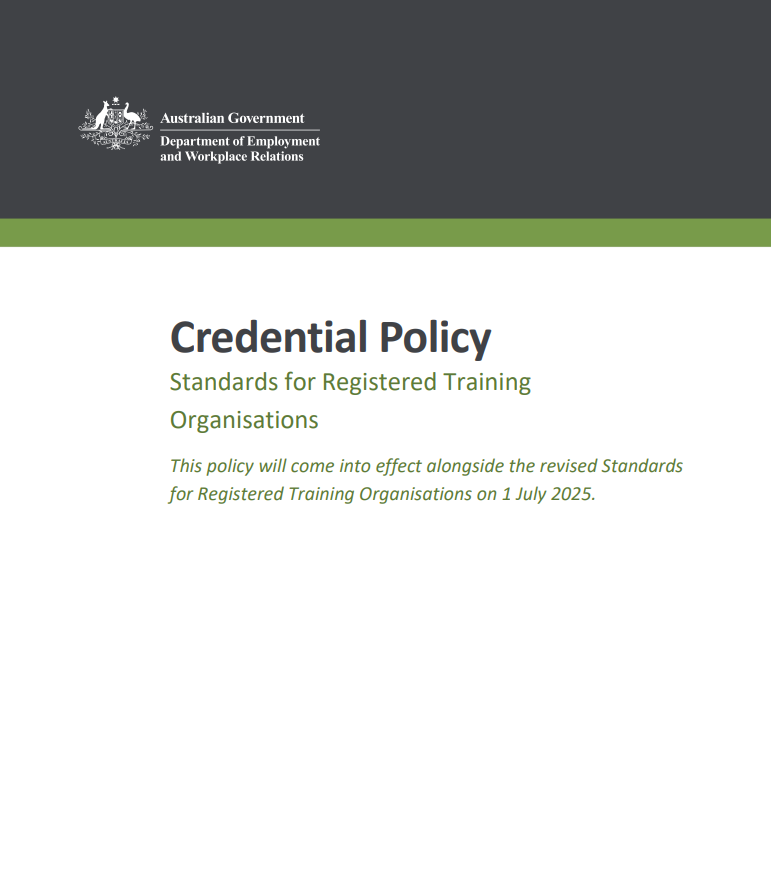 Australian Government
Department of Employment
and Workplace Relations
Credential Policy
Standards for Registered Training
Organisations
This policy will come into effect alongside the revised Standards
for Registered Training Organisations on 1 July 2025.